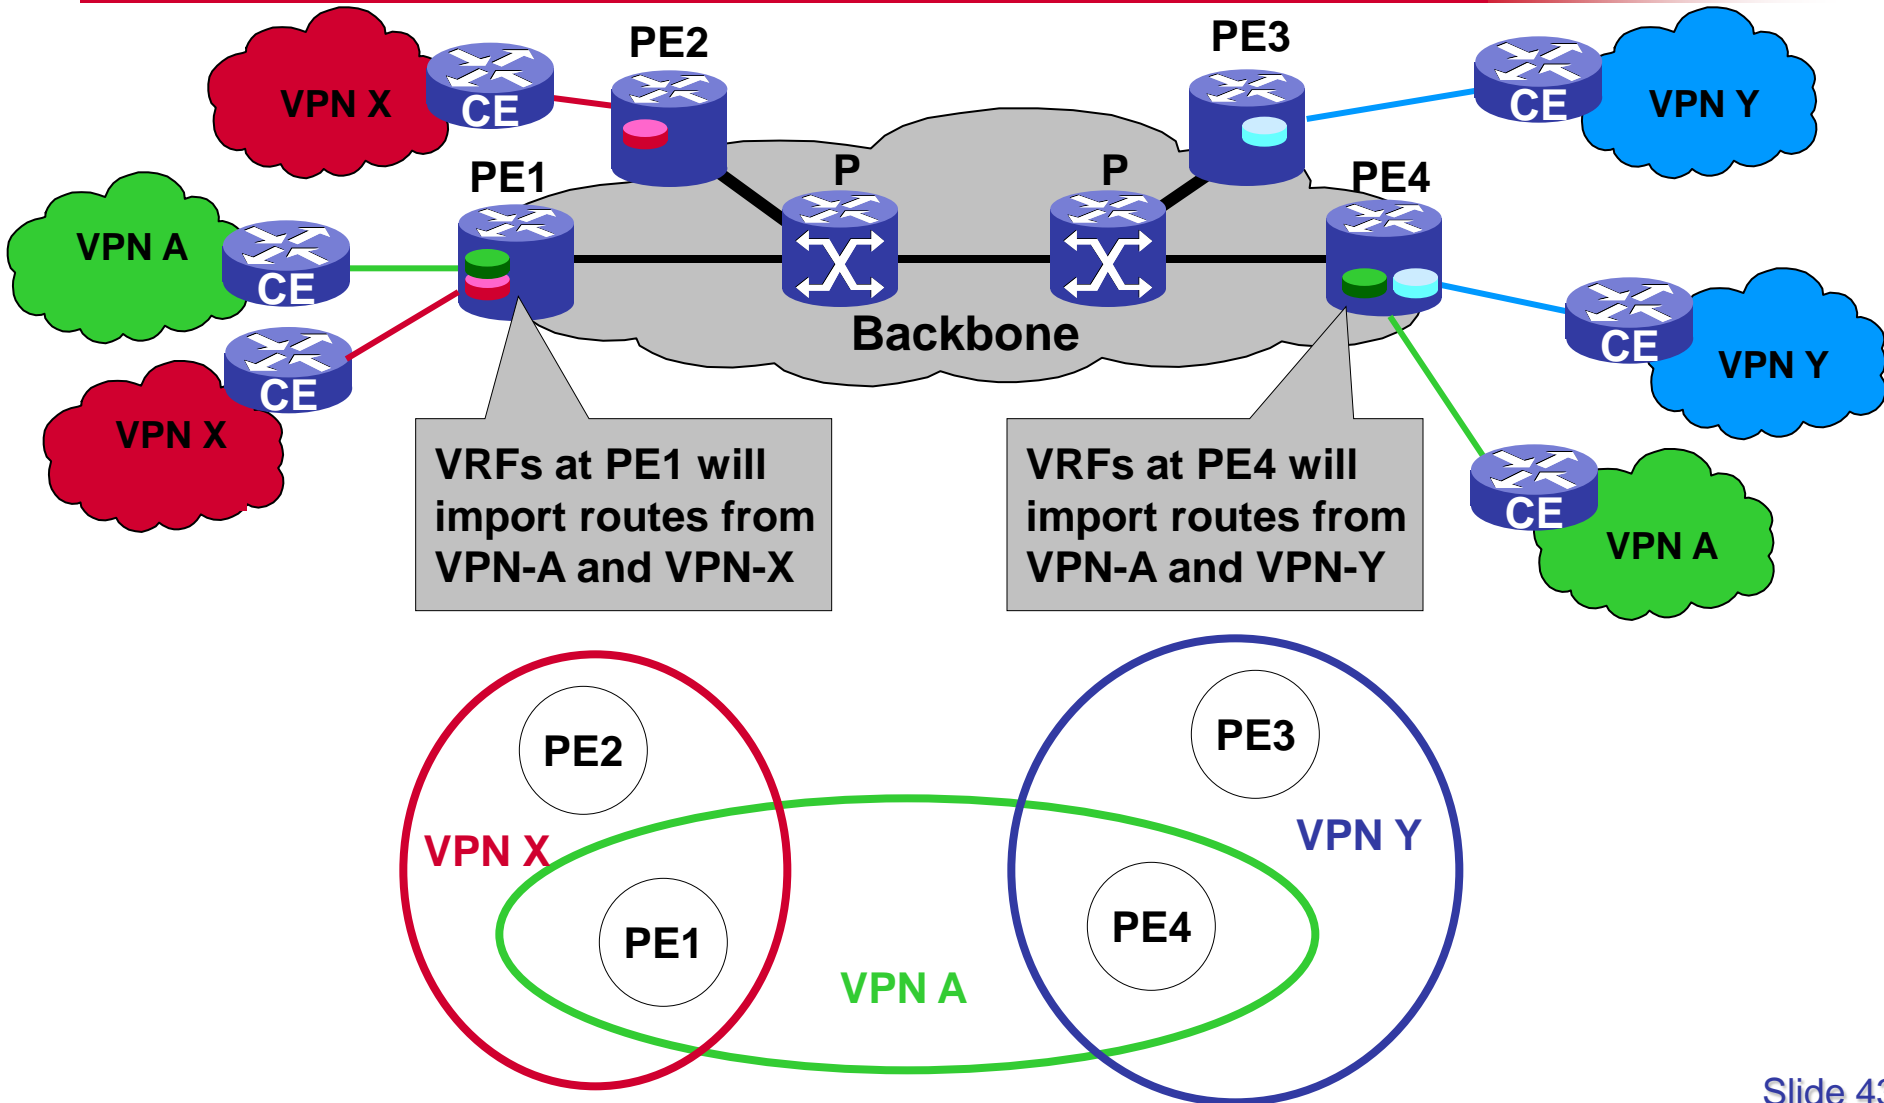 PE2
PE3
VPN X
CE
CE
VPN Y
PE1
P
P
PE4
VPN A
CE
CE
VPN Y
Backbone
VPN X
CE
VRFs at PE1 will
import routes from
VPN-A and VPN-X
VRFs at PE4 will
import routes from
VPN-A and VPN-Y
CE
VPN A
PE2
PE3
VPN X
VPN Y
PE1
PE4
VPN A
Slide 43